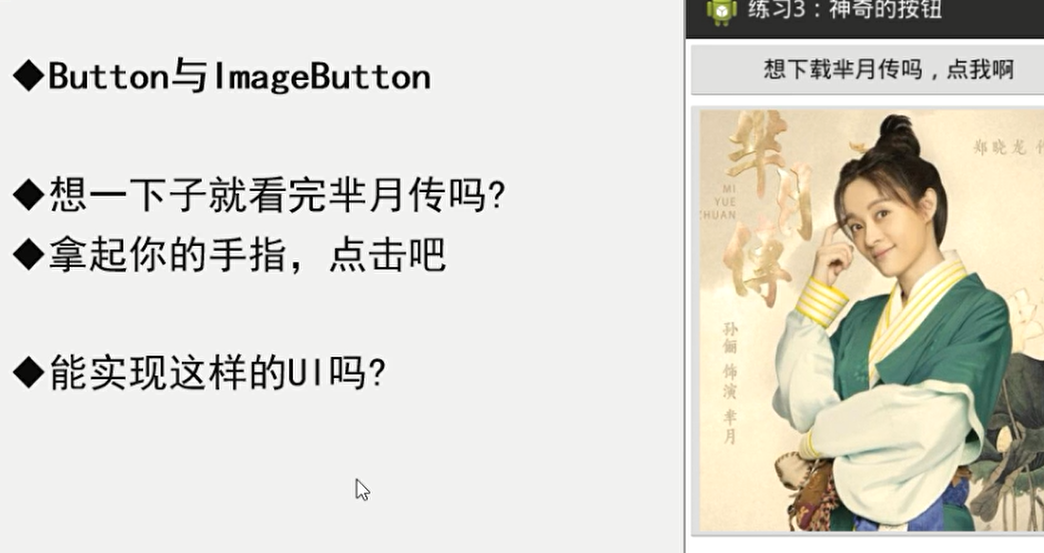 ◆Button与ImageButton
◆想一下子就看完芈月传吗?
◆拿起你的手指，点击吧
◆能实现这样的UI吗?
练习3：神奇的按钮
想下载芈月传吗，点我啊
芈月傳
MI
YUE
CHUAN
郑晓龙
孙俪 饰演 芈月